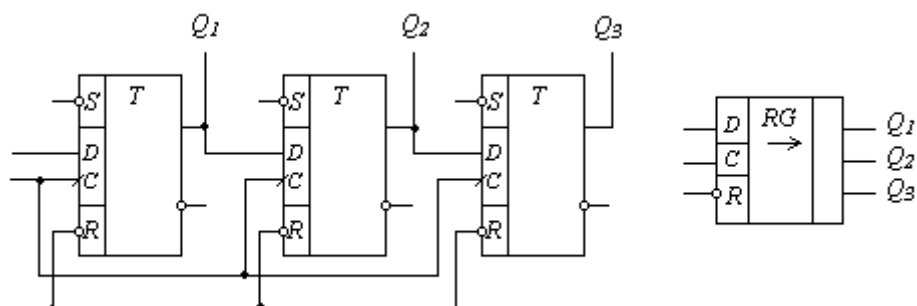 Q1 Q2 Q3
S T S T S T
D D D D RG Q1
C C C C Q2
R R R R Q3